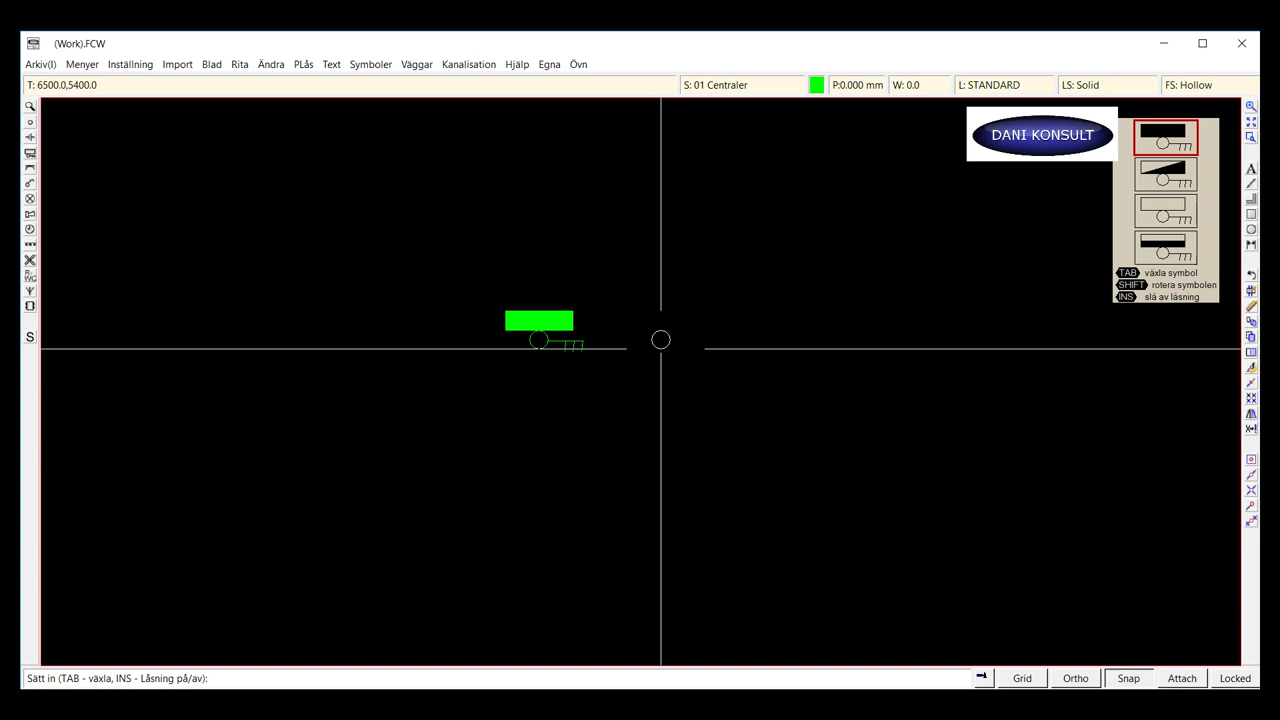 (Work).FCW
Arkiv(I) Menyer Inställning Import Blad Rita Ändra PLås Text Symboler Väggar Kanalisation Hjälp Egna Övn
T: 6500.0,5400.0 S: 01 Centraler P:0.000 mm W: 0.0 L: STANDARD LS: Solid FS: Hollow
DANI KONSULT
TAB växla symbol
SHIFT rotera symbolen
INS slå av låsning
A
R-
WC
S
Sätt in (TAB - växla, INS - Låsning på/av): Grid Ortho Snap Attach Locked